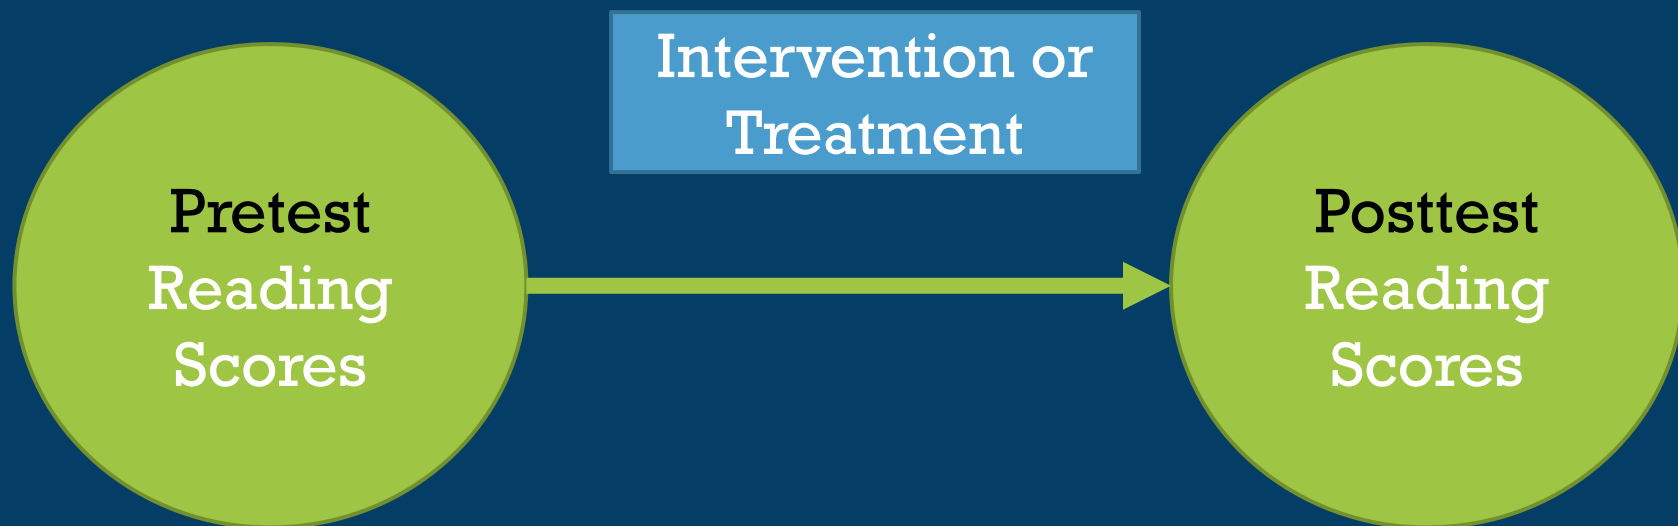 Intervention or
Treatment
Pretest
Reading
Scores
Posttest
Reading
Scores